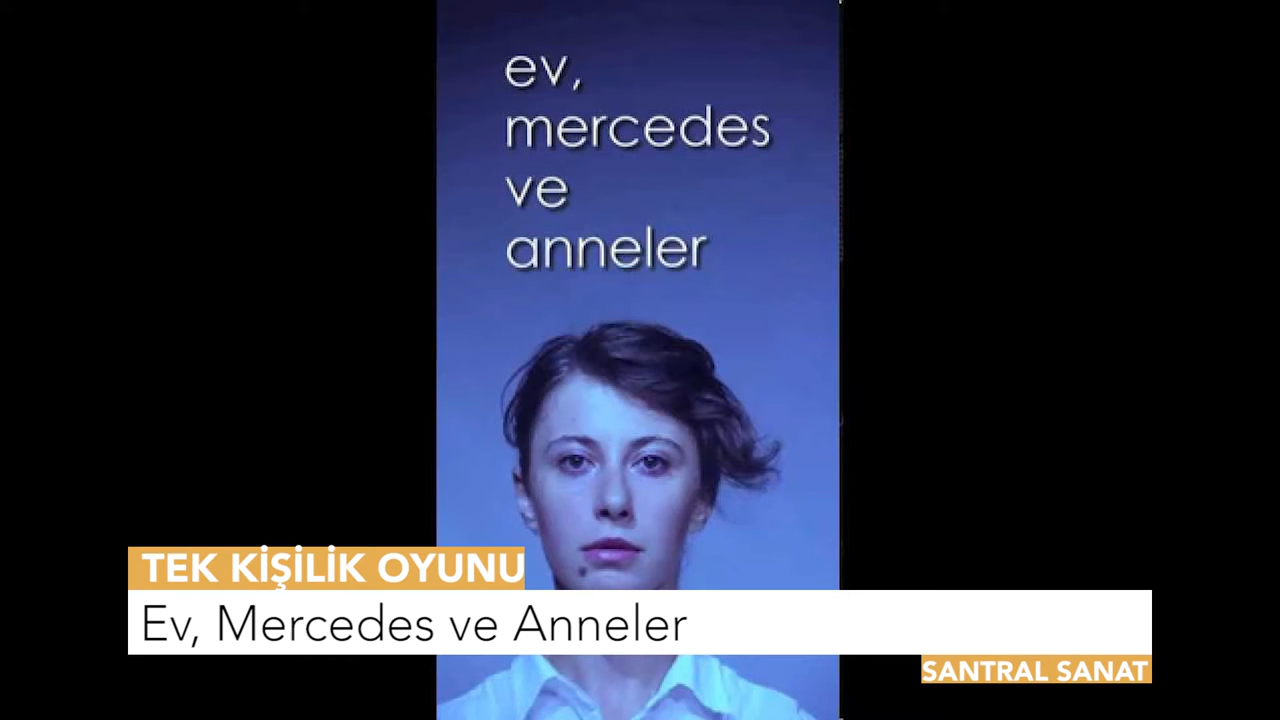 ev,
mercedes
ve
anneler
TEK KİŞİLİK OYUNU
Ev, Mercedes ve Anneler
SANTRAL SANAT